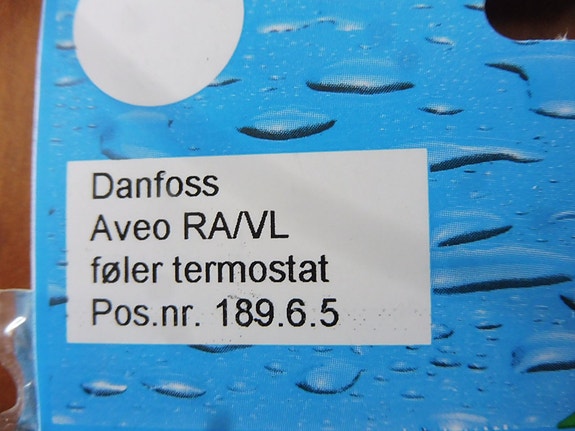 Danfoss
Aveo RA/VL
føler termostat
Pos.nr. 189.6.5